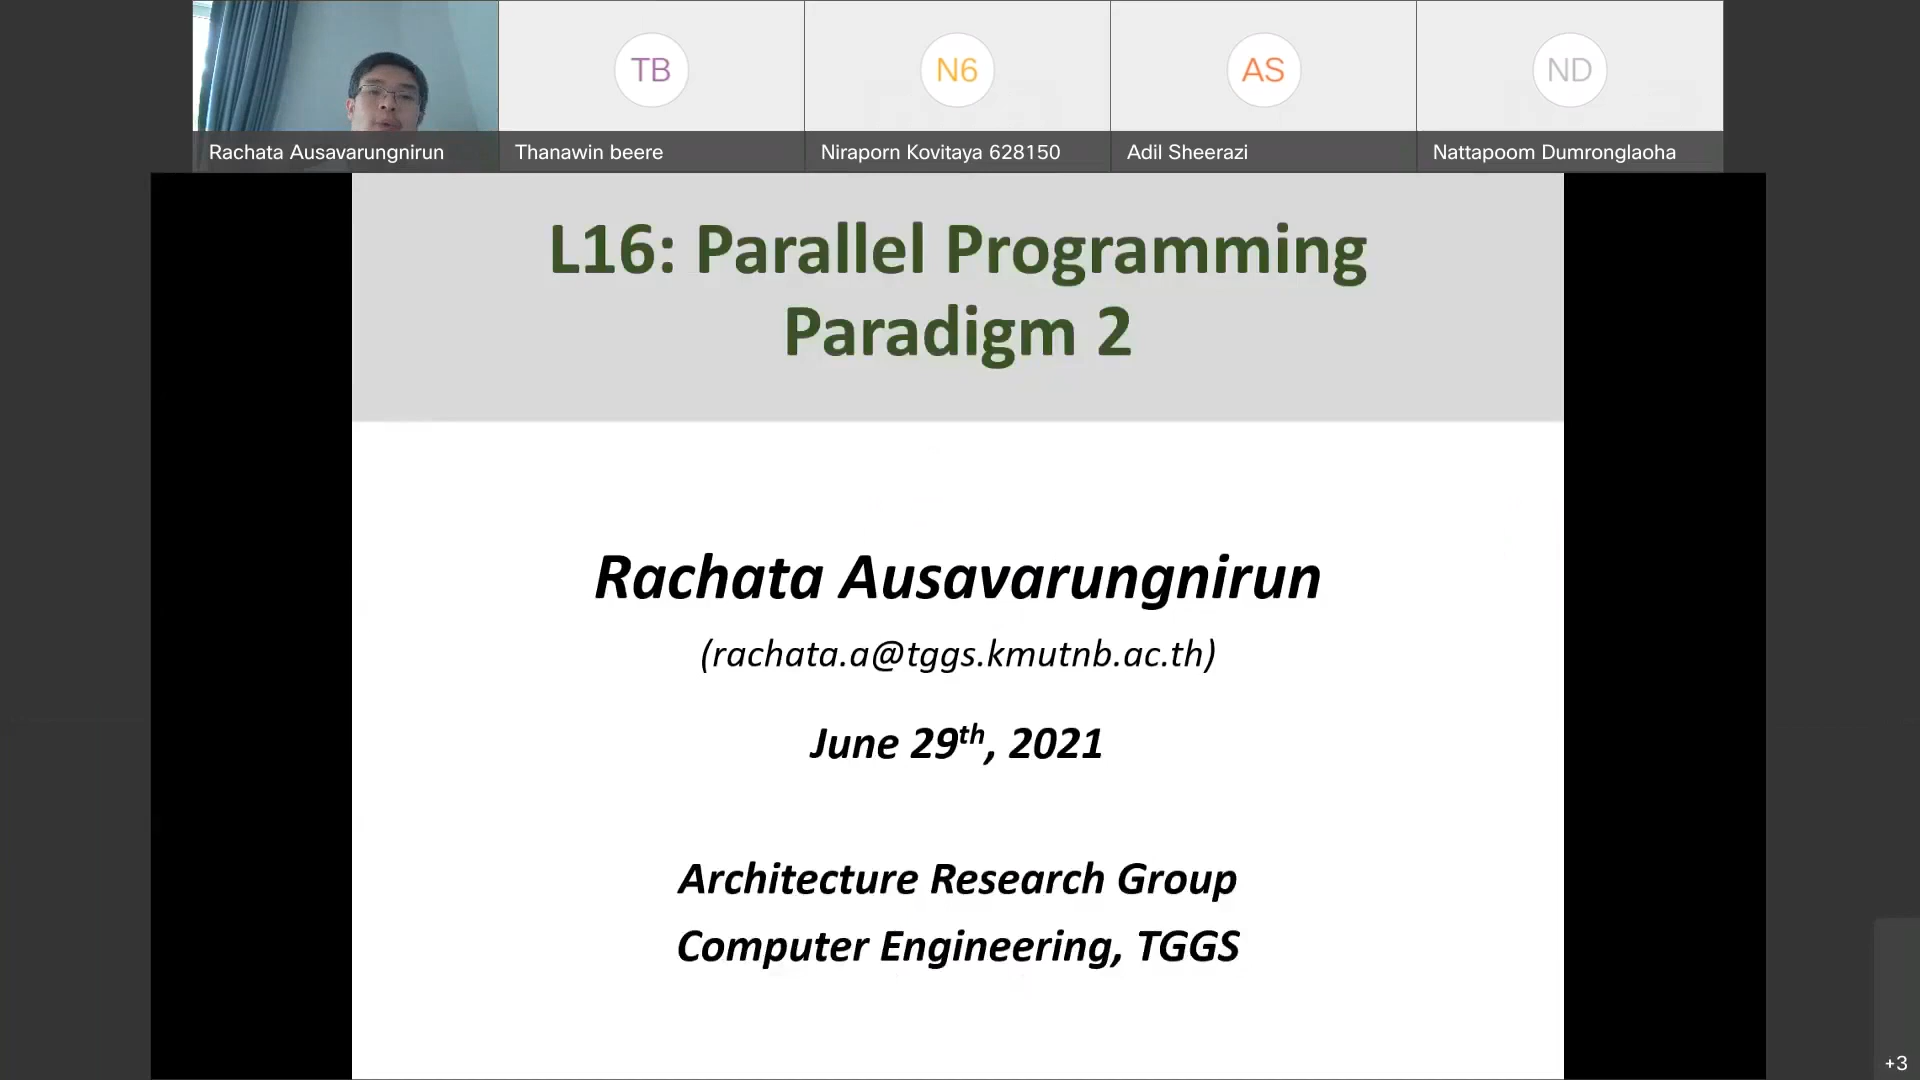 TB
N6
AS
ND
Rachata Ausavarungnirun
Thanawin beere
Niraporn Kovitaya 628150
Adil Sheerazi
Nattapoom Dumronglaoha
L16: Parallel Programming
Paradigm 2
Rachata Ausavarungnirun
(rachata.a@tggs.kmutnb.ac.th)
June 29th, 2021
Architecture Research Group
Computer Engineering, TGGS
+3